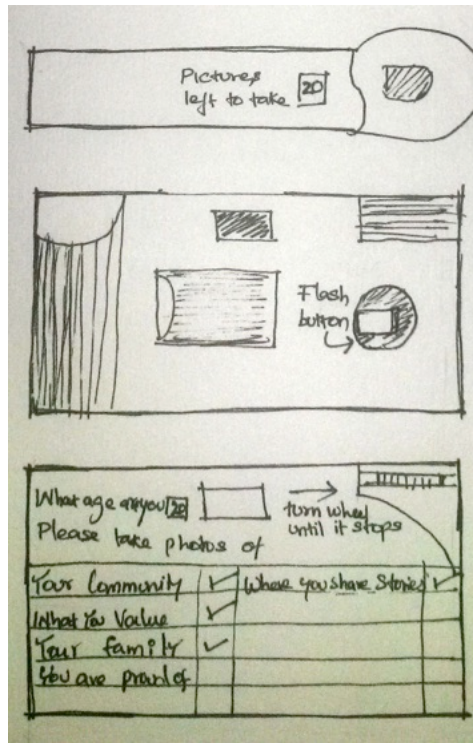 Pictures
left to take 20
Flash
button
What age are you 20
turn wheel
until it stops
Please take photos of
Your Community
Where you share stories
What You Value
Your family
You are proud of